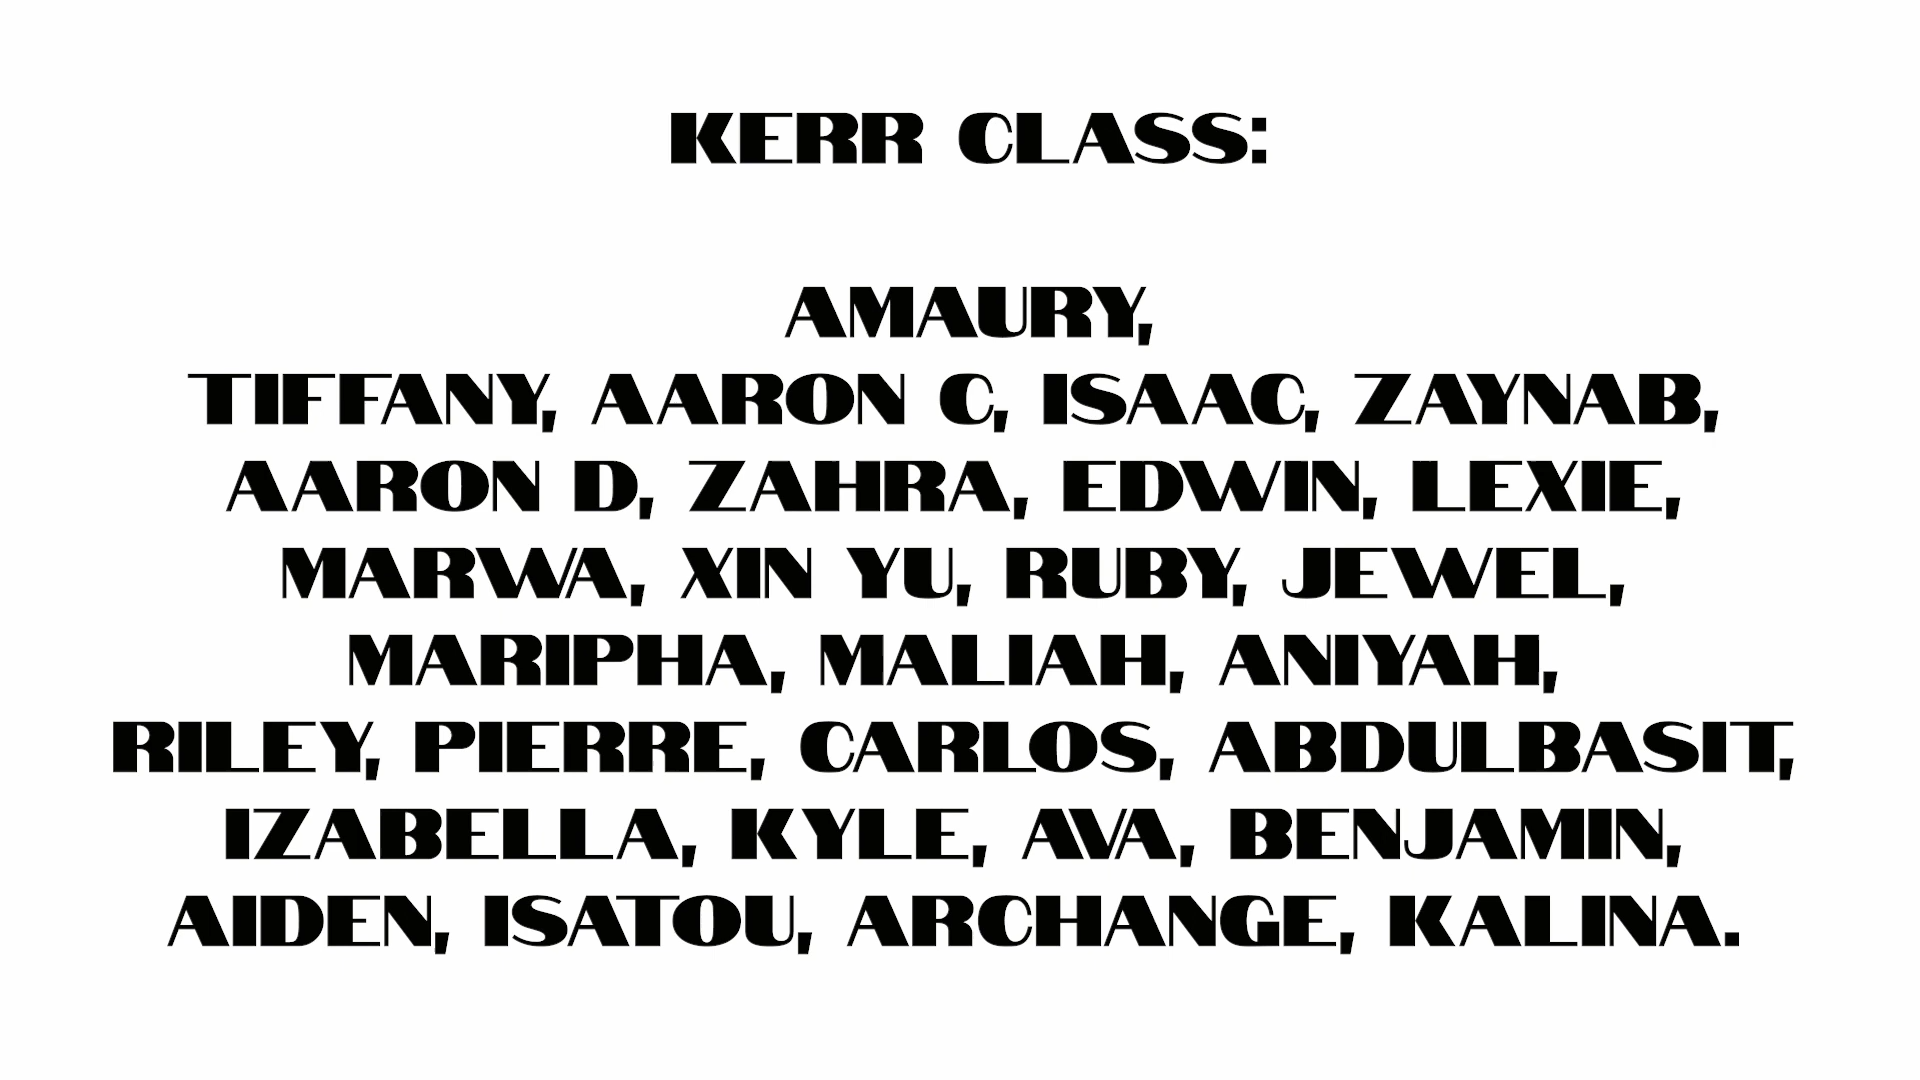 KERR CLASS:
AMAURY,
TIFFANY, AARON C, ISAAC, ZAYNAB,
AARON D, ZAHRA, EDWIN, LEXIE,
MARWA, XIN YU, RUBY, JEWEL,
MARIPHA, MALIAH, ANIYAH,
RILEY, PIERRE, CARLOS, ABDULBASIT,
IZABELLA, KYLE, AVA, BENJAMIN,
AIDEN, ISATOU, ARCHANGE, KALINA.